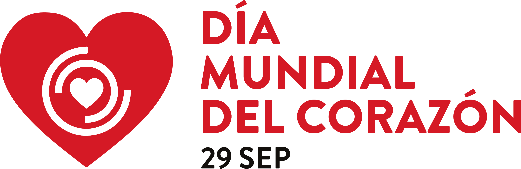 DÍA
MUNDIAL
DEL CORAZÓN
29 SEP